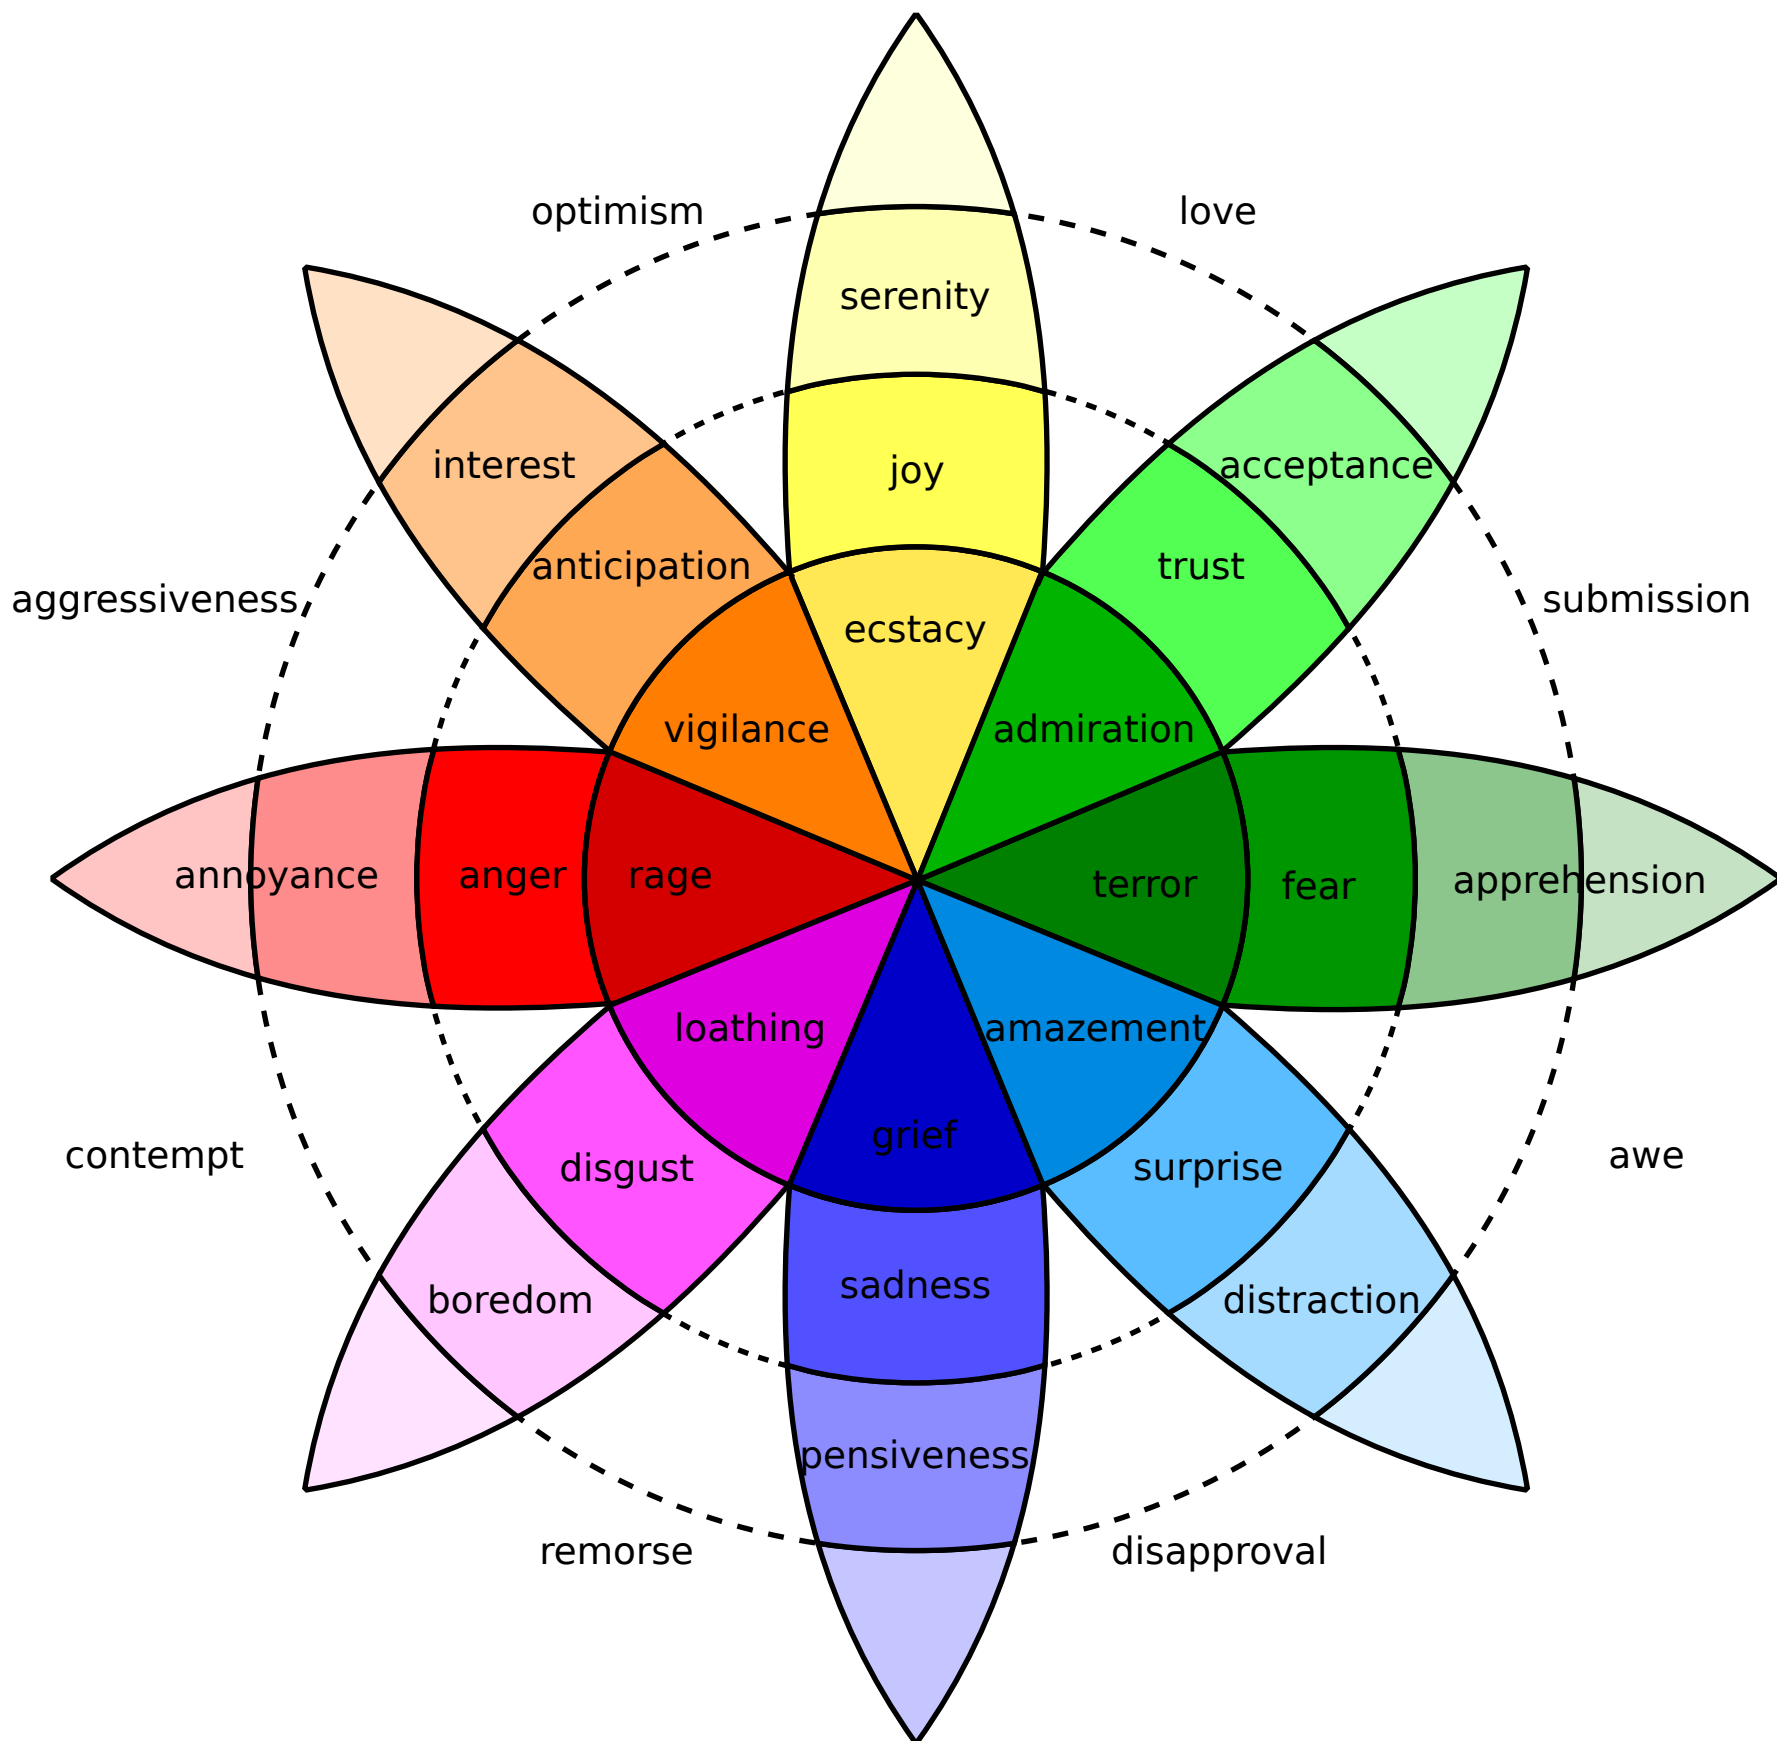 optimism
love
serenity
interest
acceptance
joy
anticipation
trust
aggressiveness
submission
ecstacy
vigilance
admiration
annoyance
anger
rage
terror
fear
apprehension
loathing
amazement
grief
contempt
awe
disgust
surprise
sadness
boredom
distraction
pensiveness
remorse
disapproval